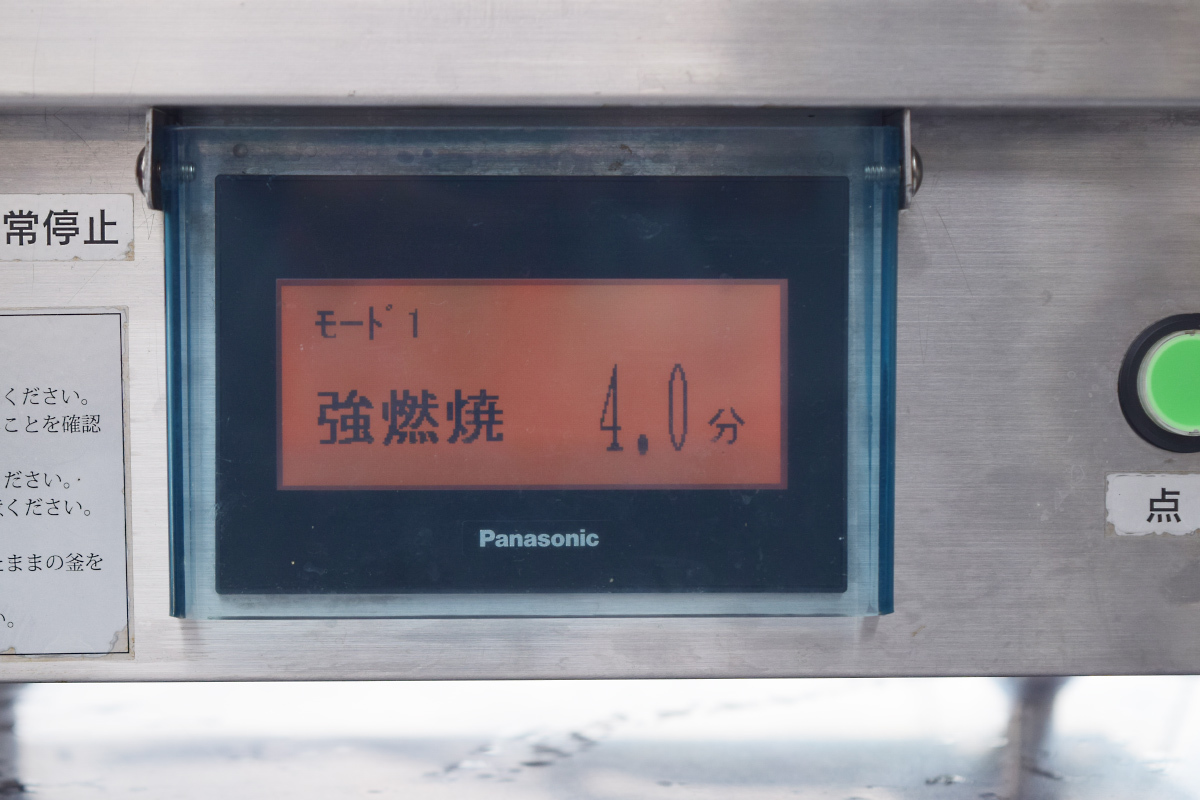 常停止
ください。
ことを確認
ださい。
ください。
ままの釜を
い。
ﾓｰﾄﾞ1
強燃焼 4.0分
Panasonic
点